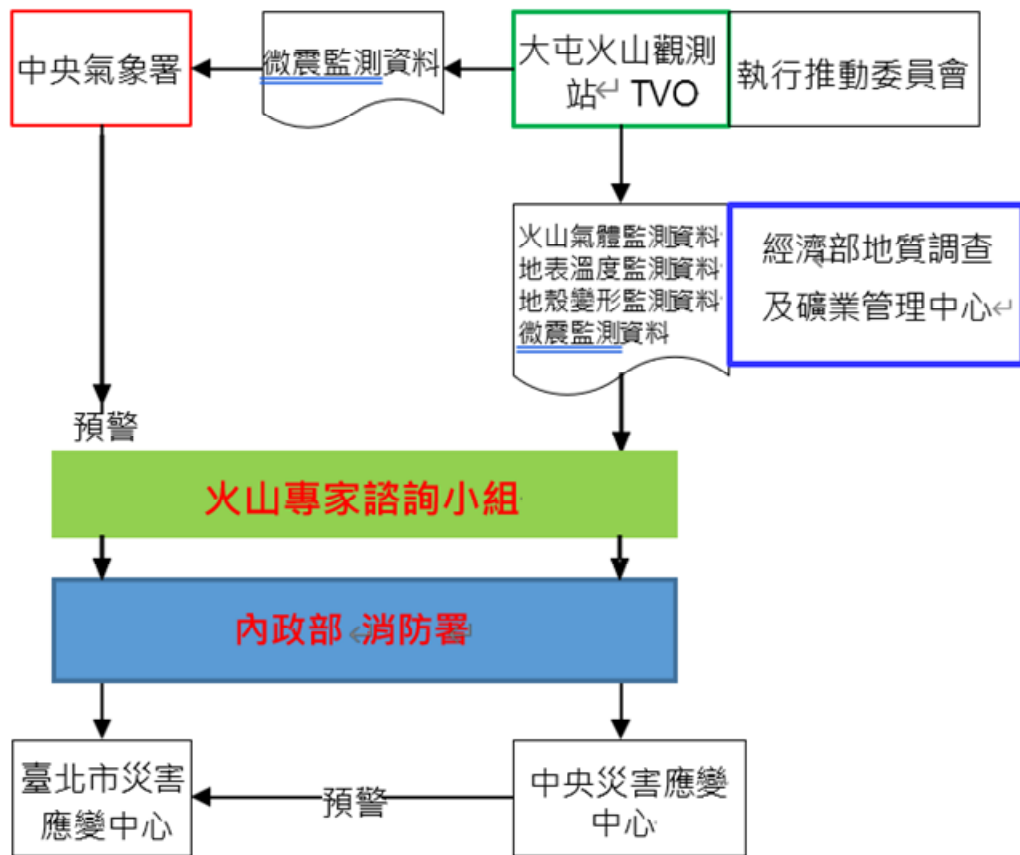 中央氣象署
微震監測資料
大屯火山觀測
站 TVO
執行推動委員會
火山氣體監測資料
地表溫度監測資料
地殼變形監測資料
微震監測資料
經濟部地質調查
及礦業管理中心
預警
火山專家諮詢小組
內政部 消防署
臺北市災害
應變中心
預警
中央災害應變
中心